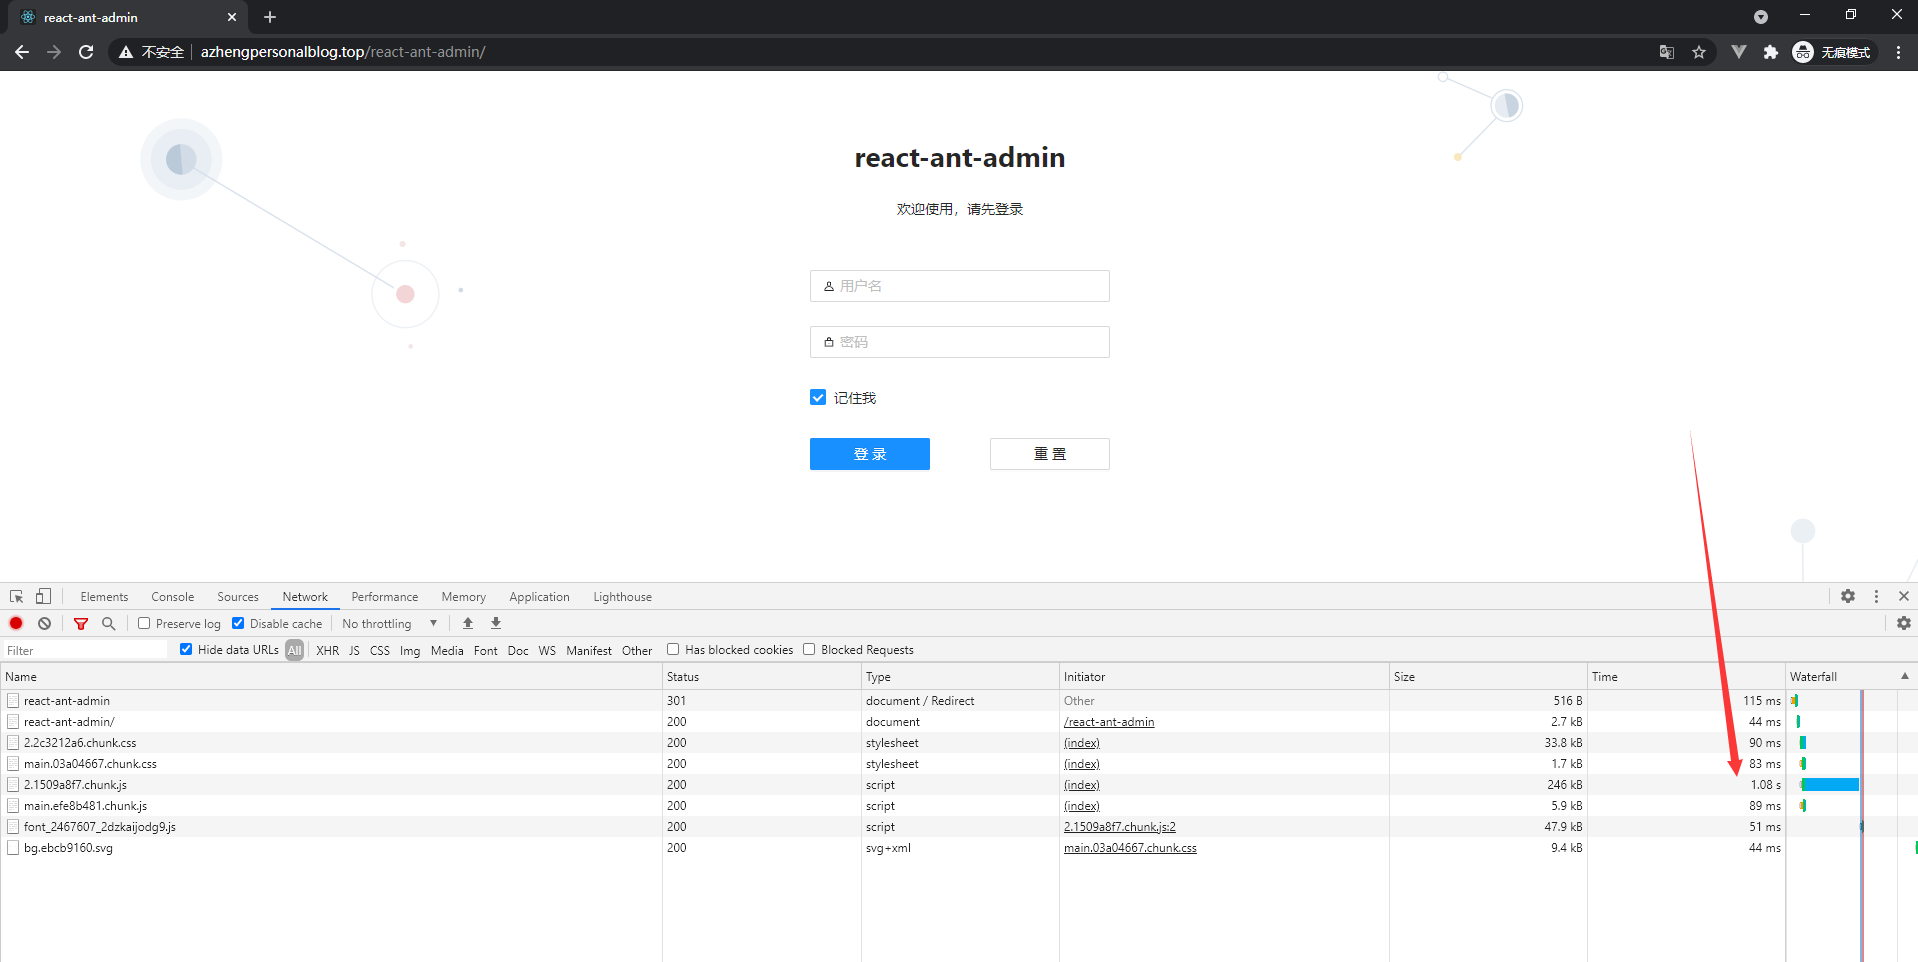 react-ant-admin
不安全 azhengpersonalblog.top/react-ant-admin/ 无痕模式
react-ant-admin
欢迎使用，请先登录
用户名
密码
记住我
登 录 重 置
Elements Console Sources Network Performance Memory Application Lighthouse
Preserve log Disable cache No throttling
Filter Hide data URLs All XHR JS CSS Img Media Font Doc WS Manifest Other Has blocked cookies Blocked Requests
Name Status Type Initiator Size Time Waterfall
react-ant-admin 301 document / Redirect Other 516 B 115 ms
react-ant-admin/ 200 document /react-ant-admin 2.7 kB 44 ms
2.2c3212a6.chunk.css 200 stylesheet (index) 33.8 kB 90 ms
main.03a04667.chunk.css 200 stylesheet (index) 1.7 kB 83 ms
2.1509a8f7.chunk.js 200 script (index) 246 kB 1.08 s
main.efe8b481.chunk.js 200 script (index) 5.9 kB 89 ms
font_2467607_2dzkaijodg9.js 200 script 2.1509a8f7.chunk.js:2 47.9 kB 51 ms
bg.ebcb9160.svg 200 svg+xml main.03a04667.chunk.css 9.4 kB 44 ms